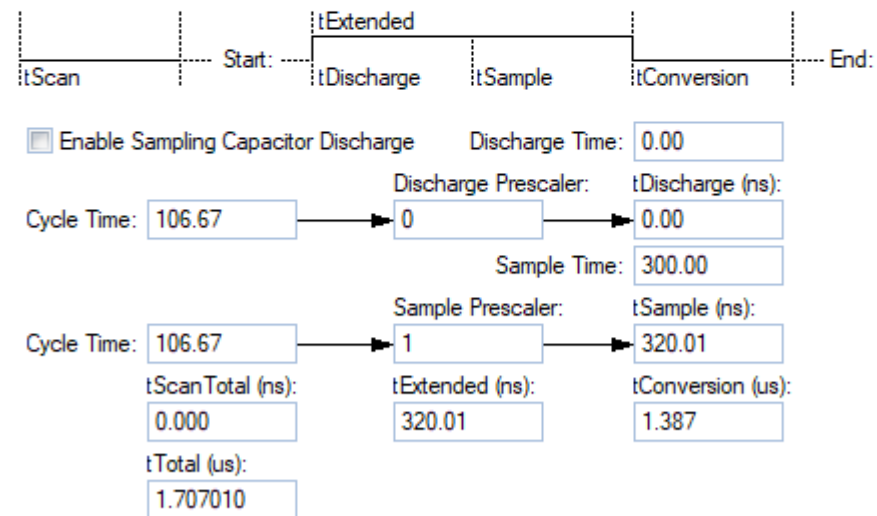 tExtended
Start:
End:
tScan
tDischarge
tSample
tConversion
Enable Sampling Capacitor Discharge
Discharge Time: 0.00
Discharge Prescaler:
tDischarge (ns):
Cycle Time: 106.67
0
0.00
Sample Time: 300.00
Sample Prescaler:
tSample (ns):
Cycle Time: 106.67
1
320.01
tScanTotal (ns):
tExtended (ns):
tConversion (us):
0.000
320.01
1.387
tTotal (us):
1.707010